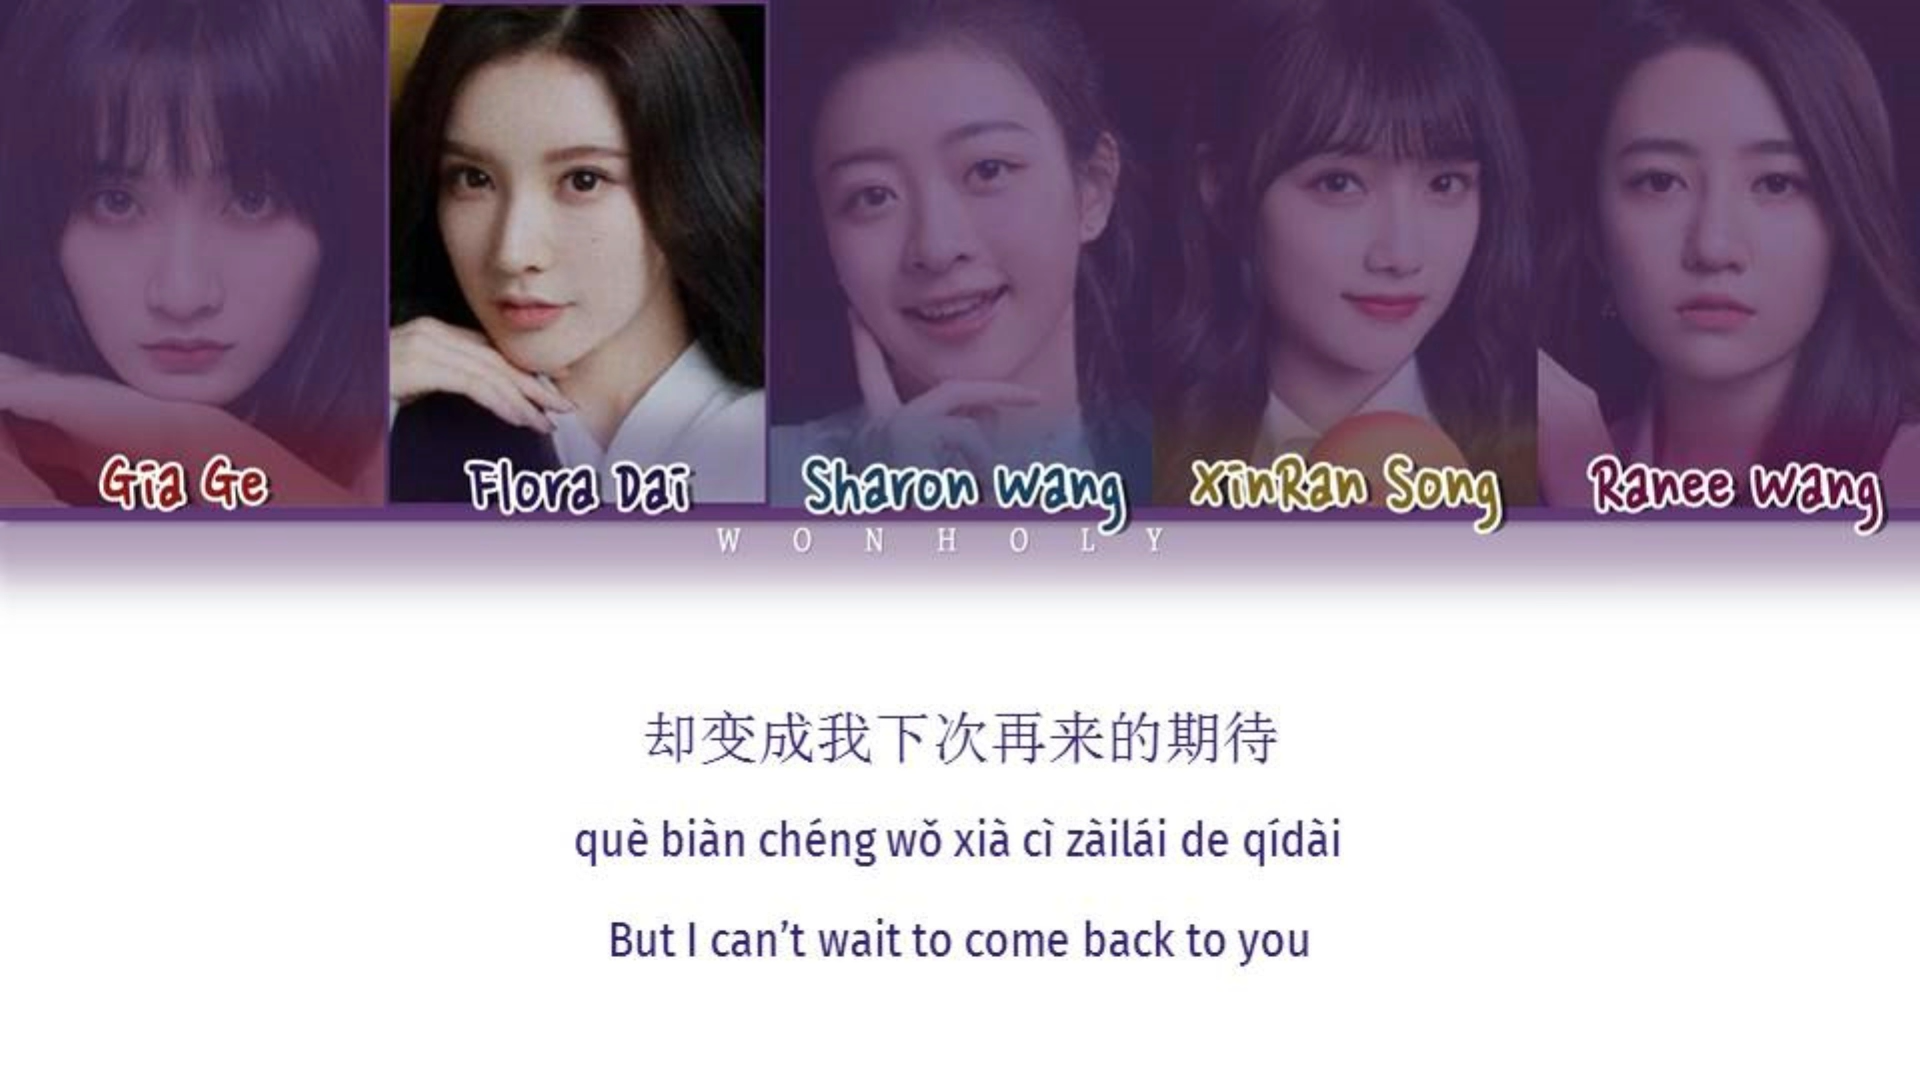 Gia Ge
Flora Dai
Sharon Wang
XinRan Song
Ranee Wang
WONHOLY
却变成我下次再来的期待
què biàn chéng wǒ xià cì zàilái de qídài
But I can’t wait to come back to you